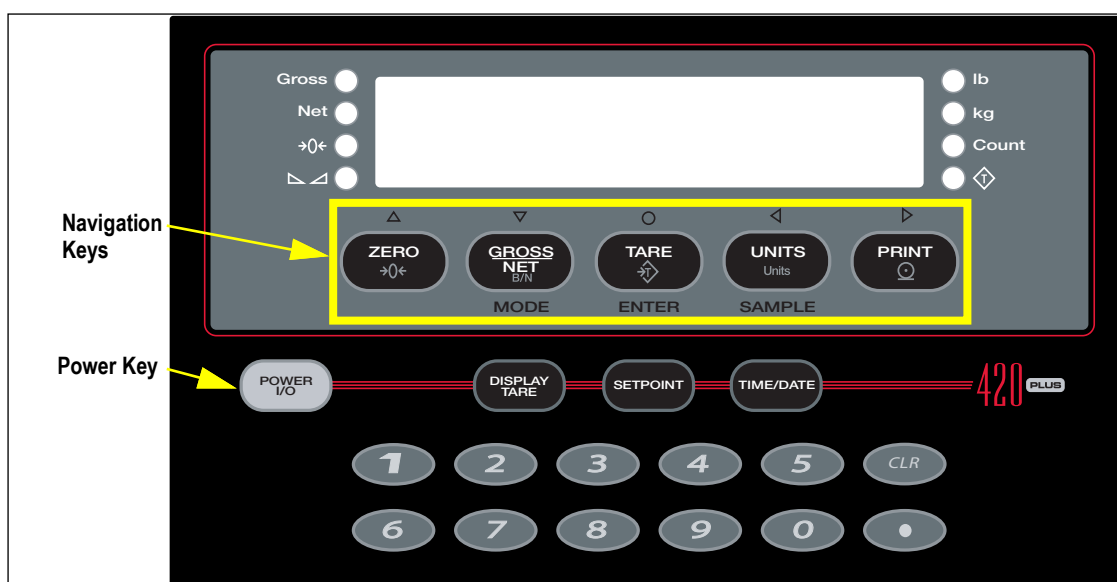 Gross
Net
→0←
lb
kg
Count
T
Navigation
Keys
ZERO
→0←
GROSS
NET
B/N
TARE
→T←
UNITS
Units
PRINT
MODE
ENTER
SAMPLE
Power Key
POWER
I/O
DISPLAY
TARE
SETPOINT
TIME/DATE
420 PLUS
1 2 3 4 5 CLR
6 7 8 9 0 •